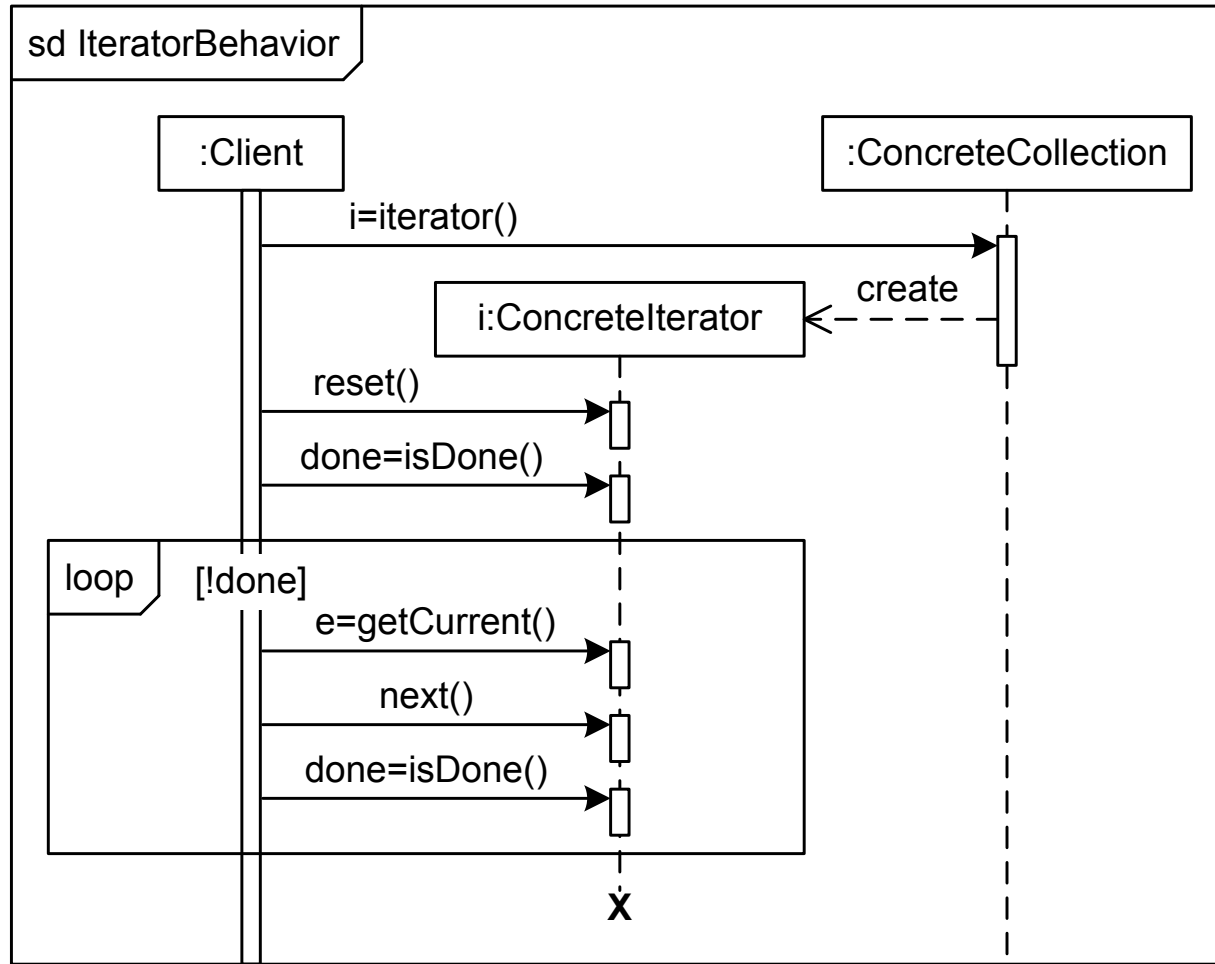 sd IteratorBehavior
:Client
:ConcreteCollection
i=iterator()
create
i:ConcreteIterator
reset()
done=isDone()
loop
[!done]
e=getCurrent()
next()
done=isDone()
X